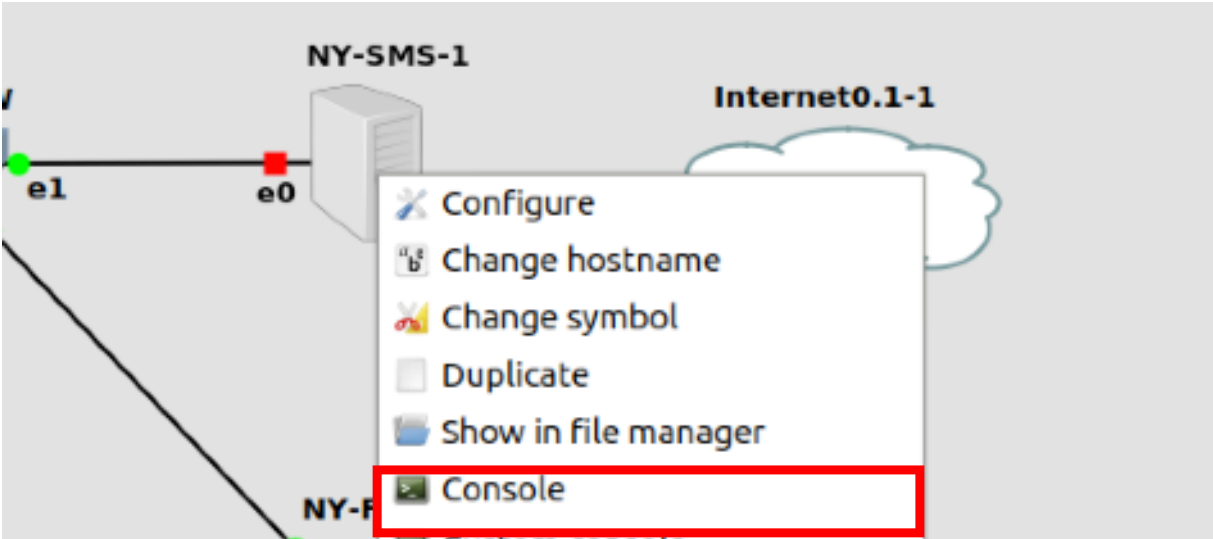 NY-SMS-1
Internet0.1-1
e1
e0
Configure
Change hostname
Change symbol
Duplicate
Show in file manager
Console
NY-F